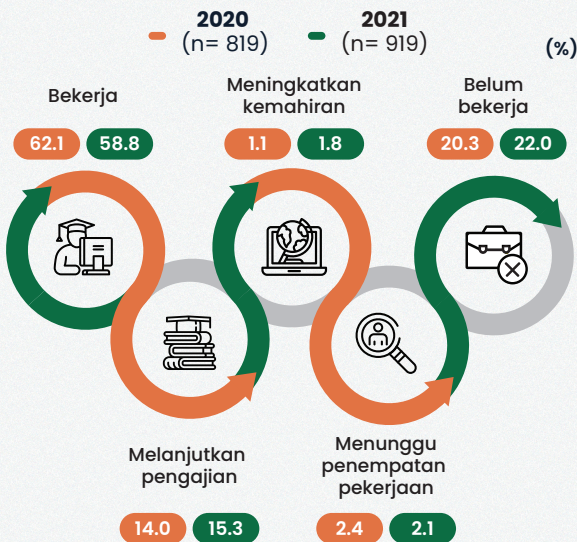 2020
(n= 819)
2021
(n= 919)
(%)
Bekerja
62.1 58.8
Meningkatkan
kemahiran
1.1 1.8
Belum
bekerja
20.3 22.0
Melanjutkan
pengajian
14.0 15.3
Menunggu
penempatan
pekerjaan
2.4 2.1